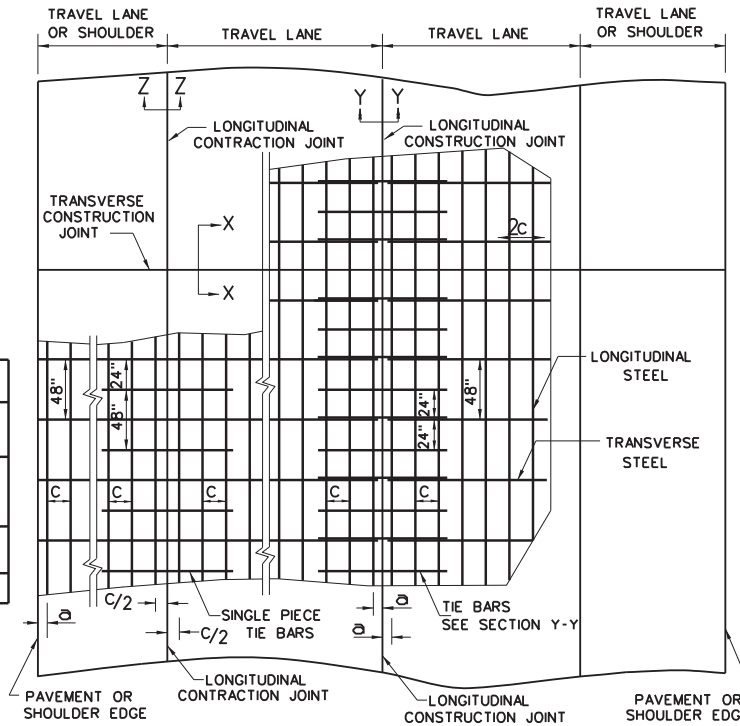 TRAVEL LANE
OR SHOULDER
TRAVEL LANE
TRAVEL LANE
TRAVEL LANE
OR SHOULDER
Z Z
Y Y
LONGITUDINAL
CONTRACTION JOINT
LONGITUDINAL
CONSTRUCTION JOINT
TRANSVERSE
CONSTRUCTION
JOINT
X
X
2c
LONGITUDINAL
STEEL
48"
24"
48"
24"
24"
48"
TRANSVERSE
STEEL
C
C
C
C
C
C/2
C/2
a
a
a
SINGLE PIECE
TIE BARS
TIE BARS
SEE SECTION Y-Y
PAVEMENT OR
SHOULDER EDGE
LONGITUDINAL
CONTRACTION JOINT
LONGITUDINAL
CONSTRUCTION JOINT
PAVEMENT OR
SHOULDER EDGE